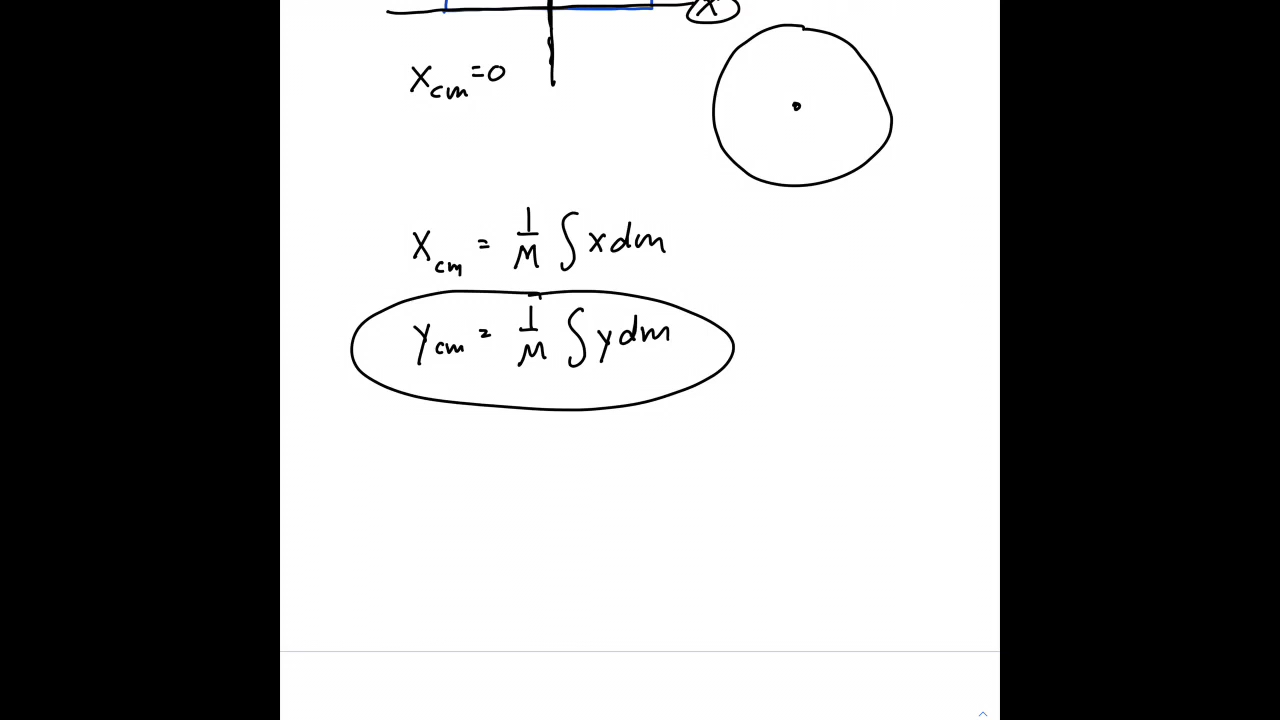 X
X_cm = 0
X_cm = 1/M ∫ x dm
y_cm = 1/M ∫ y dm